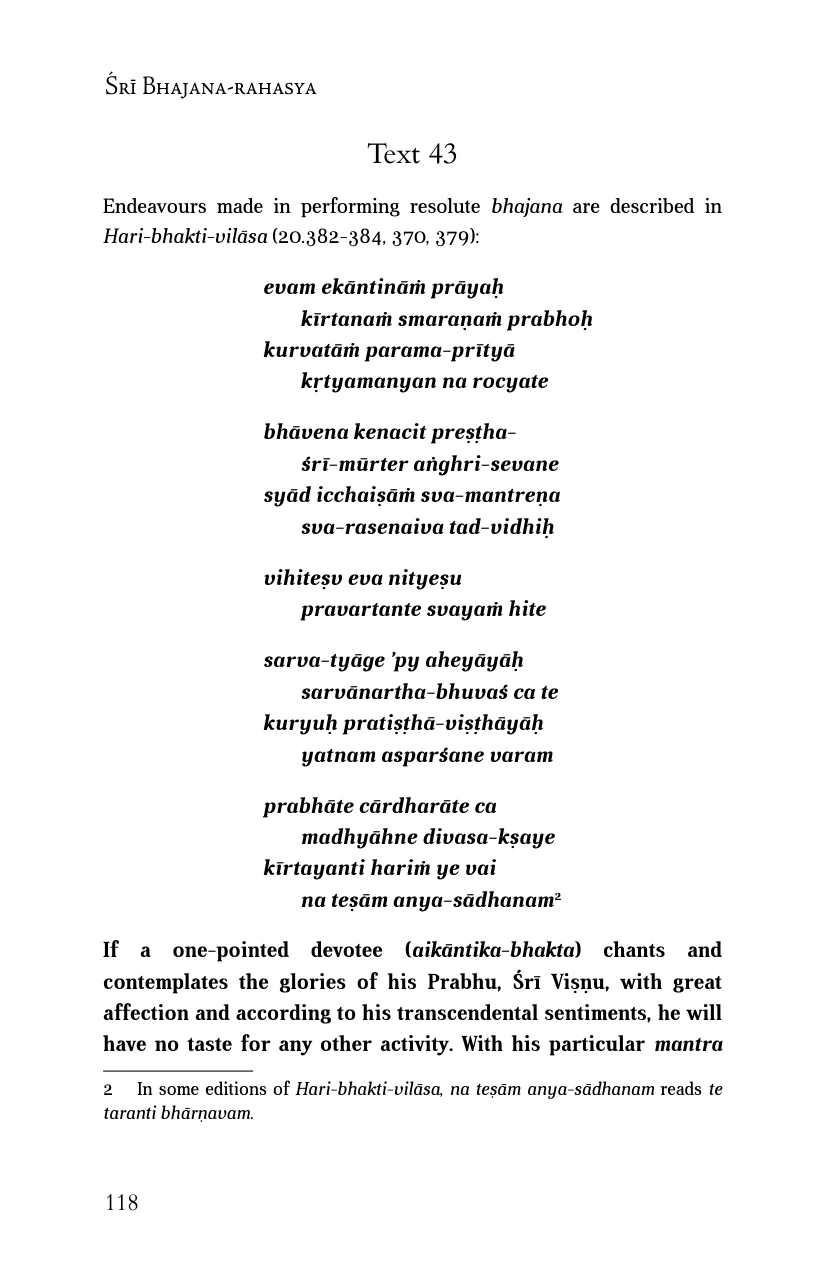 Śrī Bhajana-rahasya
Text 43
Endeavours made in performing resolute bhajana are described in
Hari-bhakti-vilāsa (20.382-384, 370, 379):
evam ekāntināṁ prāyaḥ
kīrtanaṁ smaraṇaṁ prabhoḥ
kurvatāṁ parama-prītyā
kṛtyamanyan na rocyate
bhāvena kenacit preṣṭha-
śrī-mūrter aṅghri-sevane
syād icchaiṣāṁ sva-mantreṇa
sva-rasenaiva tad-vidhiḥ
vihiteṣv eva nityeṣu
pravartante svayaṁ hite
sarva-tyāge ’py aheyāyāḥ
sarvānartha-bhuvaś ca te
kuryuḥ pratiṣṭhā-viṣṭhāyāḥ
yatnam asparśane varam
prabhāte cārdharāte ca
madhyāhne divasa-kṣaye
kīrtayanti hariṁ ye vai
na teṣām anya-sādhanam²
If a one-pointed devotee (aikāntika-bhakta) chants and
contemplates the glories of his Prabhu, Śrī Viṣṇu, with great
affection and according to his transcendental sentiments, he will
have no taste for any other activity. With his particular mantra
2 In some editions of Hari-bhakti-vilāsa, na teṣām anya-sādhanam reads te
taranti bhārṇavam.
118